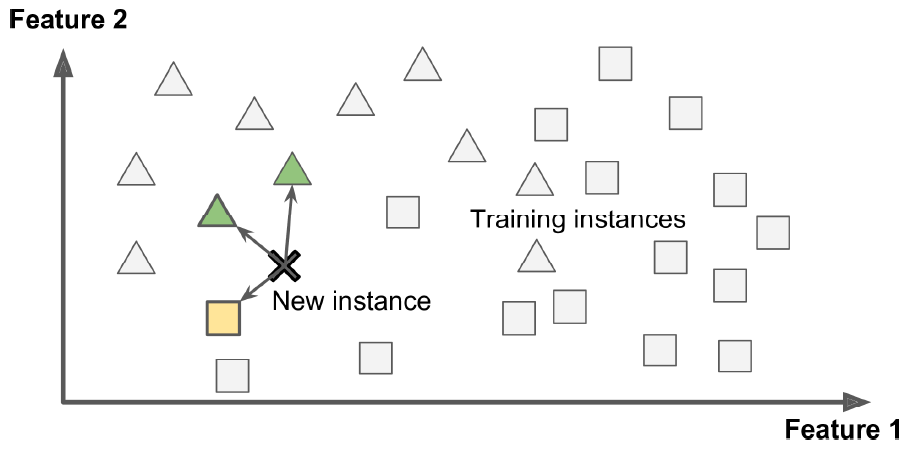 Feature 2
Training instances
New instance
Feature 1